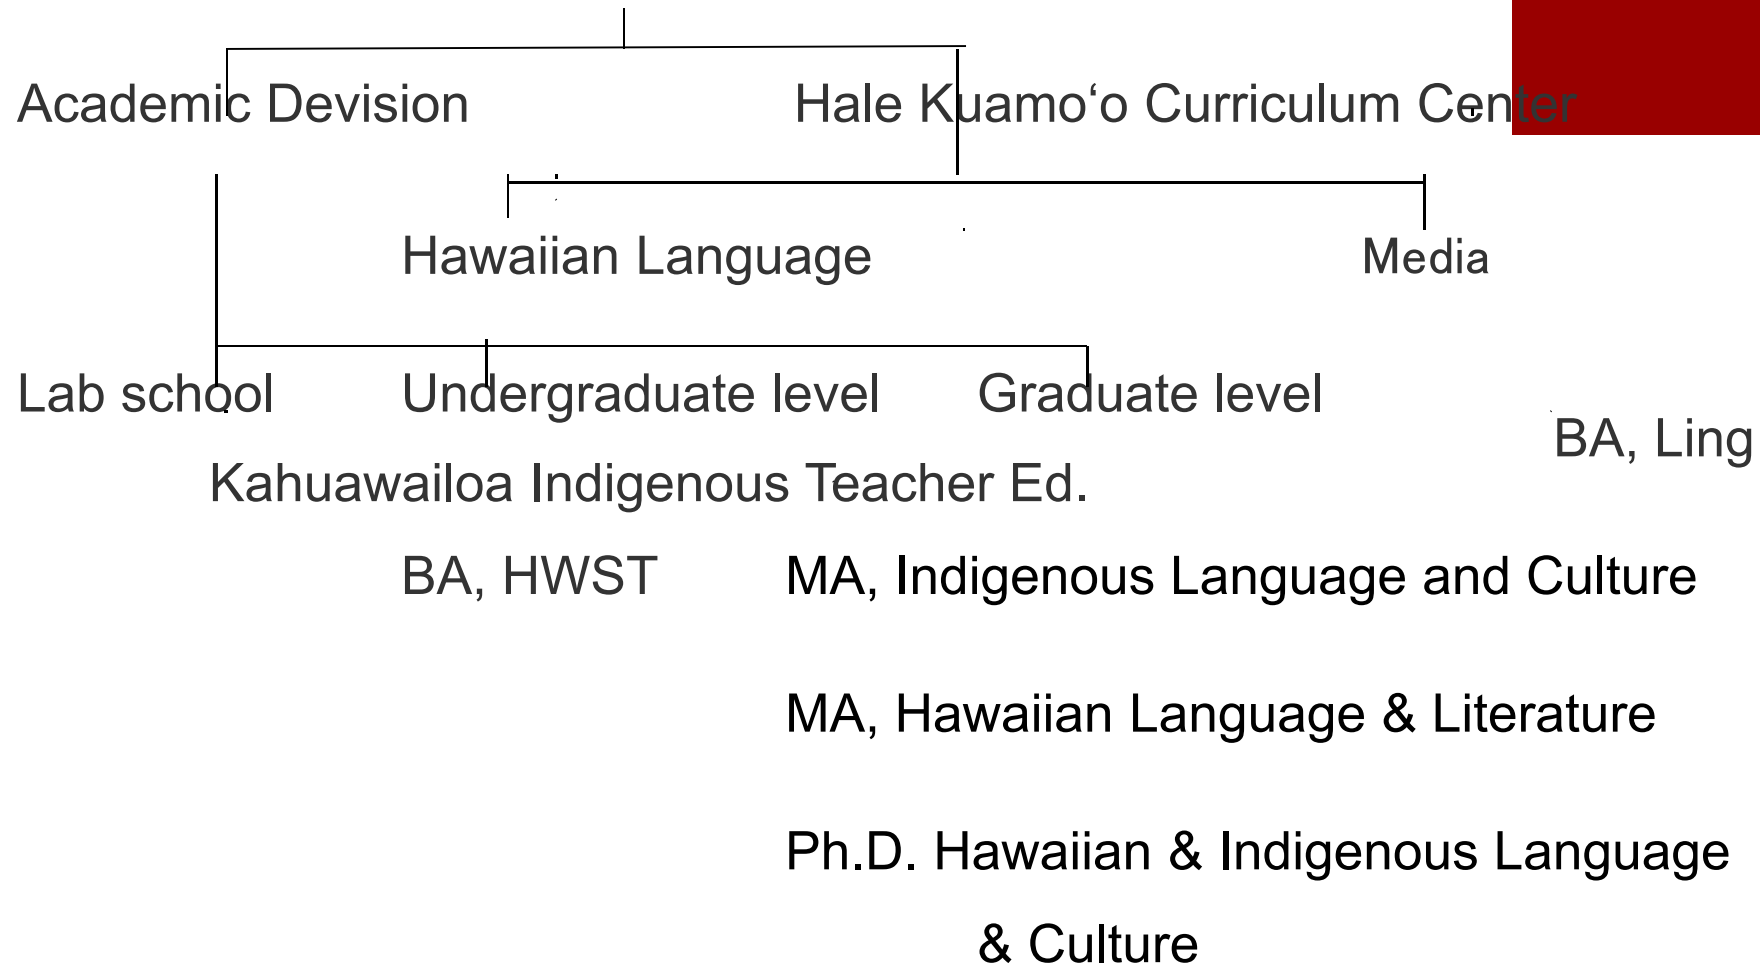 Academic Devision Hale Kuamoʻo Curriculum Center
Hawaiian Language Media
Lab school Undergraduate level Graduate level
BA, Ling
Kahuawailoa Indigenous Teacher Ed.
BA, HWST MA, Indigenous Language and Culture
MA, Hawaiian Language & Literature
Ph.D. Hawaiian & Indigenous Language
& Culture